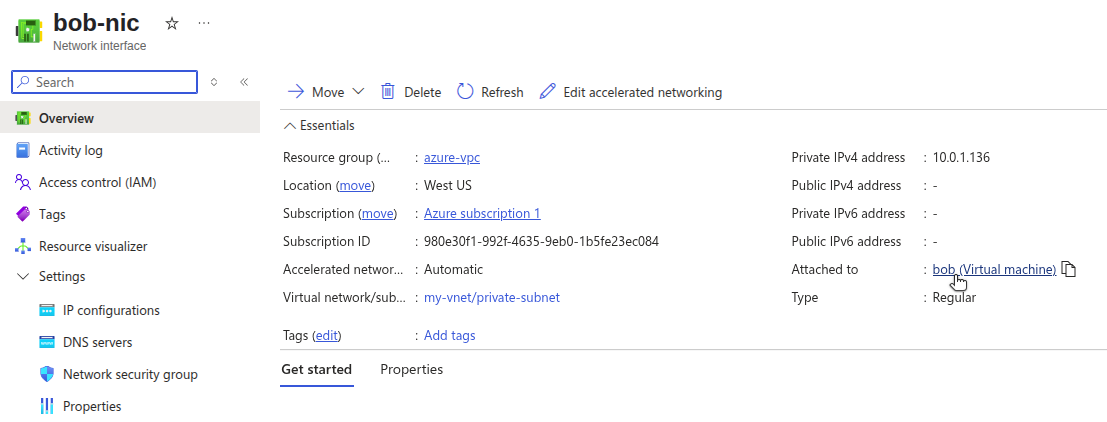 bob-nic
Network interface
Search
Overview
Activity log
Access control (IAM)
Tags
Resource visualizer
Settings
IP configurations
DNS servers
Network security group
Properties
Move
Delete
Refresh
Edit accelerated networking
Essentials
Resource group (... : azure-vpc
Location (move) : West US
Subscription (move) : Azure subscription 1
Subscription ID : 980e30f1-992f-4635-9eb0-1b5fe23ec084
Accelerated networ... : Automatic
Virtual network/sub... : my-vnet/private-subnet
Private IPv4 address : 10.0.1.136
Public IPv4 address : -
Private IPv6 address : -
Public IPv6 address : -
Attached to : bob (Virtual machine)
Type : Regular
Tags (edit) : Add tags
Get started
Properties